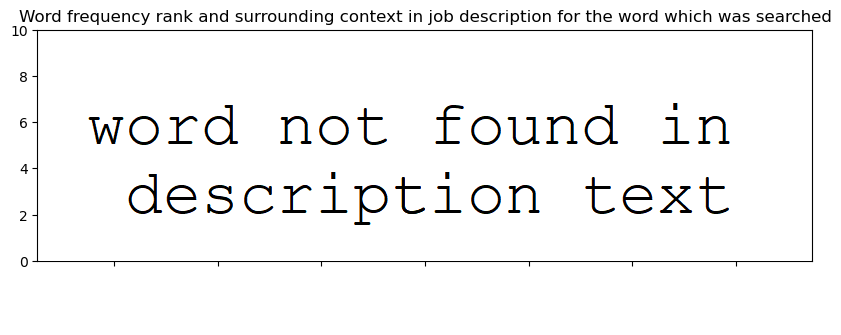 Word frequency rank and surrounding context in job description for the word which was searched
10
8
6
4
2
0
word not found in
description text